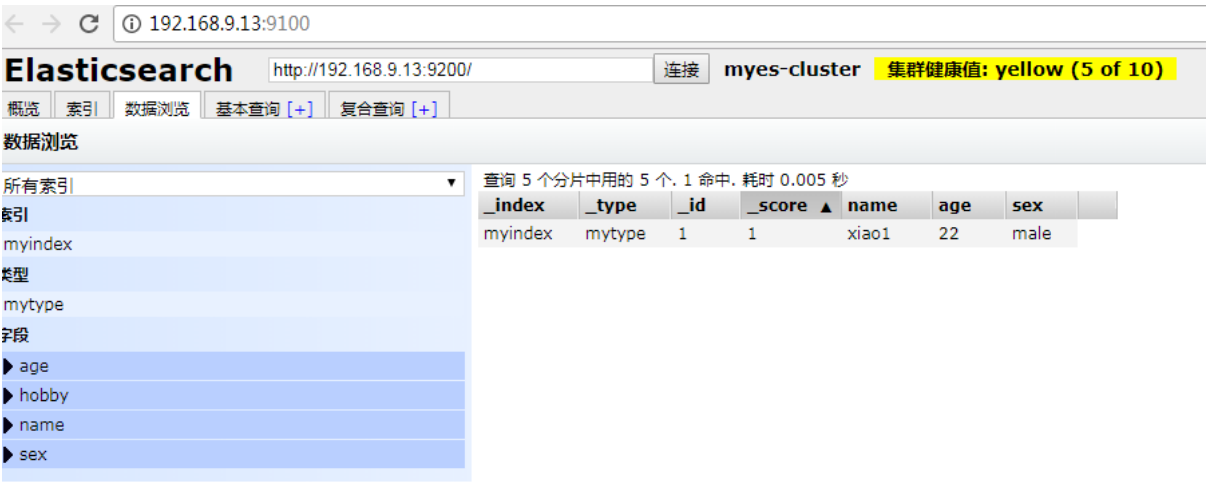 192.168.9.13:9100
Elasticsearch http://192.168.9.13:9200/ 连接 myes-cluster 集群健康值: yellow (5 of 10)
概览 索引 数据浏览 基本查询 [+] 复合查询 [+]
数据浏览
所有索引
索引
myindex
类型
mytype
字段
age
hobby
name
sex
查询 5 个分片中用的 5 个. 1 命中. 耗时 0.005 秒
_index _type _id _score ▲ name age sex
myindex mytype 1 1 xiao1 22 male